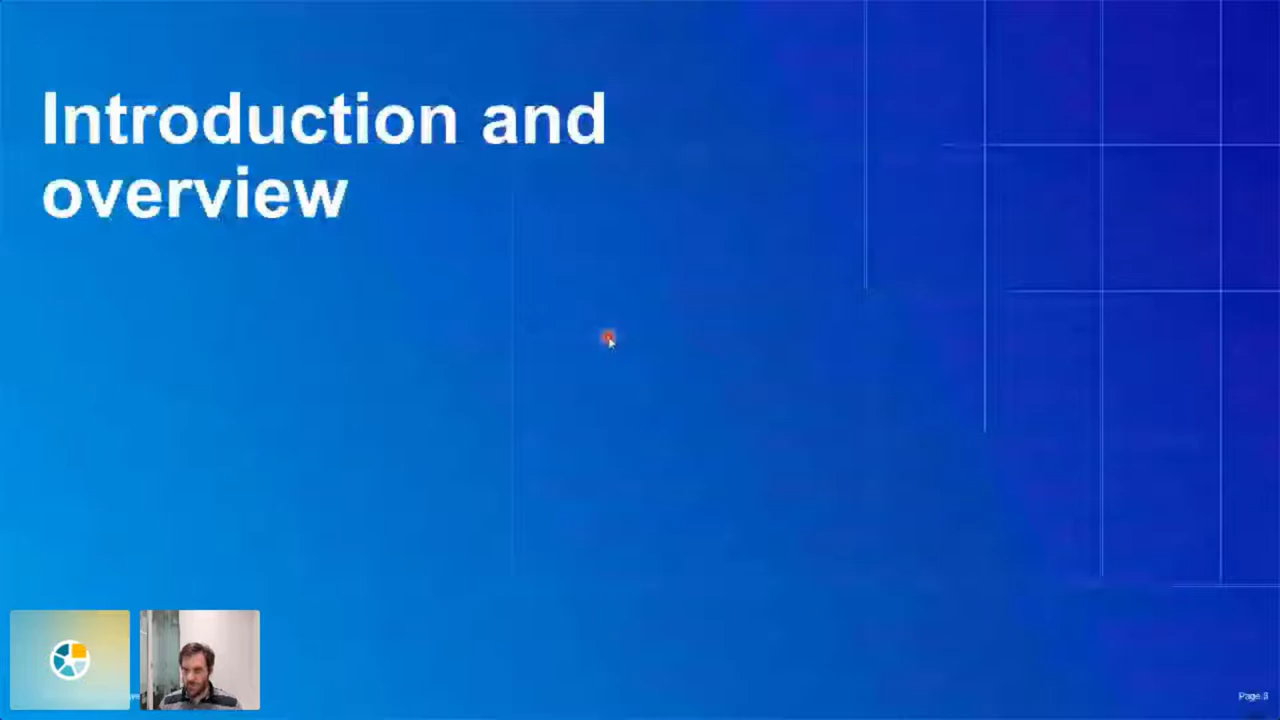 Introduction and
overview
Page 3